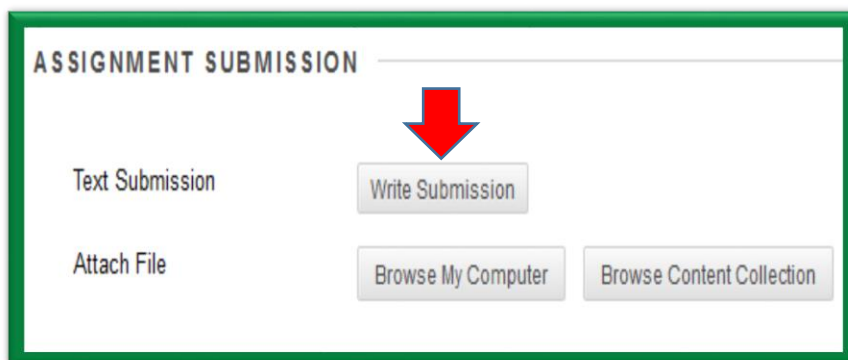 ASSIGNMENT SUBMISSION
Text Submission Write Submission
Attach File Browse My Computer Browse Content Collection